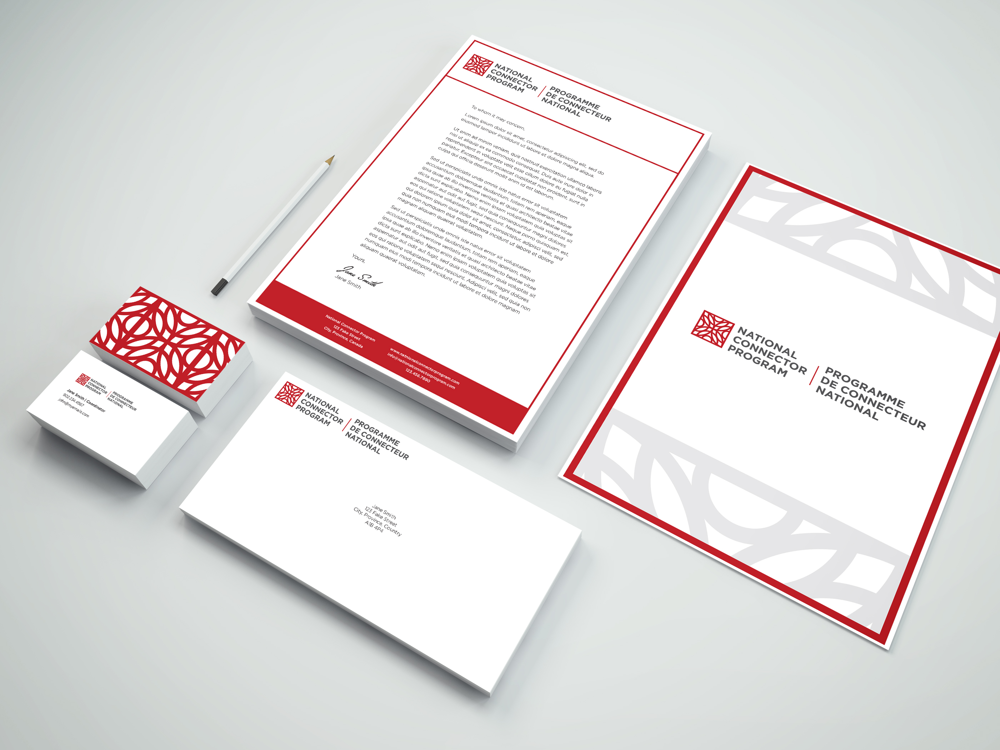 NATIONAL
CONNECTOR
PROGRAM
PROGRAMME
DE CONNECTEUR
NATIONAL
To whom it may concern,
Lorem ipsum dolor sit amet, consectetur adipisicing elit, sed do
eiusmod tempor incididunt ut labore et dolore magna aliqua.
Ut enim ad minim veniam, quis nostrud exercitation ullamco laboris
nisi ut aliquip ex ea commodo consequat. Duis aute irure dolor in
reprehenderit in voluptate velit esse cillum dolore eu fugiat nulla
pariatur. Excepteur sint occaecat cupidatat non proident, sunt in
culpa qui officia deserunt mollit anim id est laborum.
Sed ut perspiciatis unde omnis iste natus error sit voluptatem
accusantium doloremque laudantium, totam rem aperiam, eaque
ipsa quae ab illo inventore veritatis et quasi architecto beatae vitae
dicta sunt explicabo. Nemo enim ipsam voluptatem quia voluptas sit
aspernatur aut odit aut fugit, sed quia consequuntur magni dolores
eos qui ratione voluptatem sequi nesciunt. Neque porro quisquam est,
qui dolorem ipsum quia dolor sit amet, consectetur, adipisci velit, sed
quia non numquam eius modi tempora incidunt ut labore et dolore
magnam aliquam quaerat voluptatem.
Sed ut perspiciatis unde omnis iste natus error sit voluptatem
accusantium doloremque laudantium, totam rem aperiam, eaque
ipsa quae ab illo inventore veritatis et quasi architecto beatae vitae
dicta sunt explicabo. Nemo enim ipsam voluptatem quia voluptas sit
aspernatur aut odit aut fugit, sed quia consequuntur magni dolores
eos qui ratione voluptatem sequi nesciunt. Adipisci velit, sed quia non
numquam eius modi tempora incidunt ut labore et dolore magnam
aliquam quaerat voluptatem.
Yours,
Jane Smith
Jane Smith
National Connector Program
123 Fake Street
City, Province, Canada
www.natnionalconnectorprogram.com
info@nationalconnectorprogram.com
123.456.7890
NATIONAL
CONNECTOR
PROGRAM
PROGRAMME
DE CONNECTEUR
NATIONAL
NATIONAL
CONNECTOR
PROGRAM
PROGRAMME
DE CONNECTEUR
NATIONAL
Jane Smith | Coordinator
902.234.4567
john@myemails.com
NATIONAL
CONNECTOR
PROGRAM
PROGRAMME
DE CONNECTEUR
NATIONAL
Jane Smith
123 Fake Street
City, Province, Country
A1B 4P4